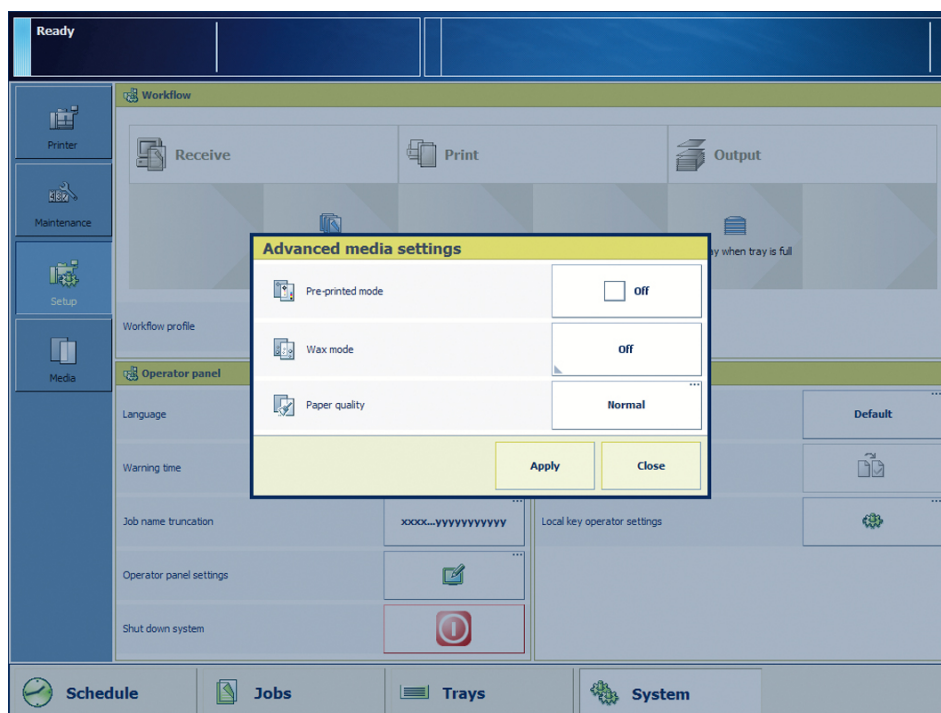 Ready
Printer
Maintenance
Setup
Media
Workflow
Receive
Print
Output
ay when tray is full
Workflow profile
Advanced media settings
Pre-printed mode
Off
Wax mode
Off
Paper quality
Normal
Apply
Close
Operator panel
Language
Default
Warning time
Job name truncation
xxxx...yyyyyyyyyyy
Local key operator settings
Operator panel settings
Shut down system
Schedule
Jobs
Trays
System